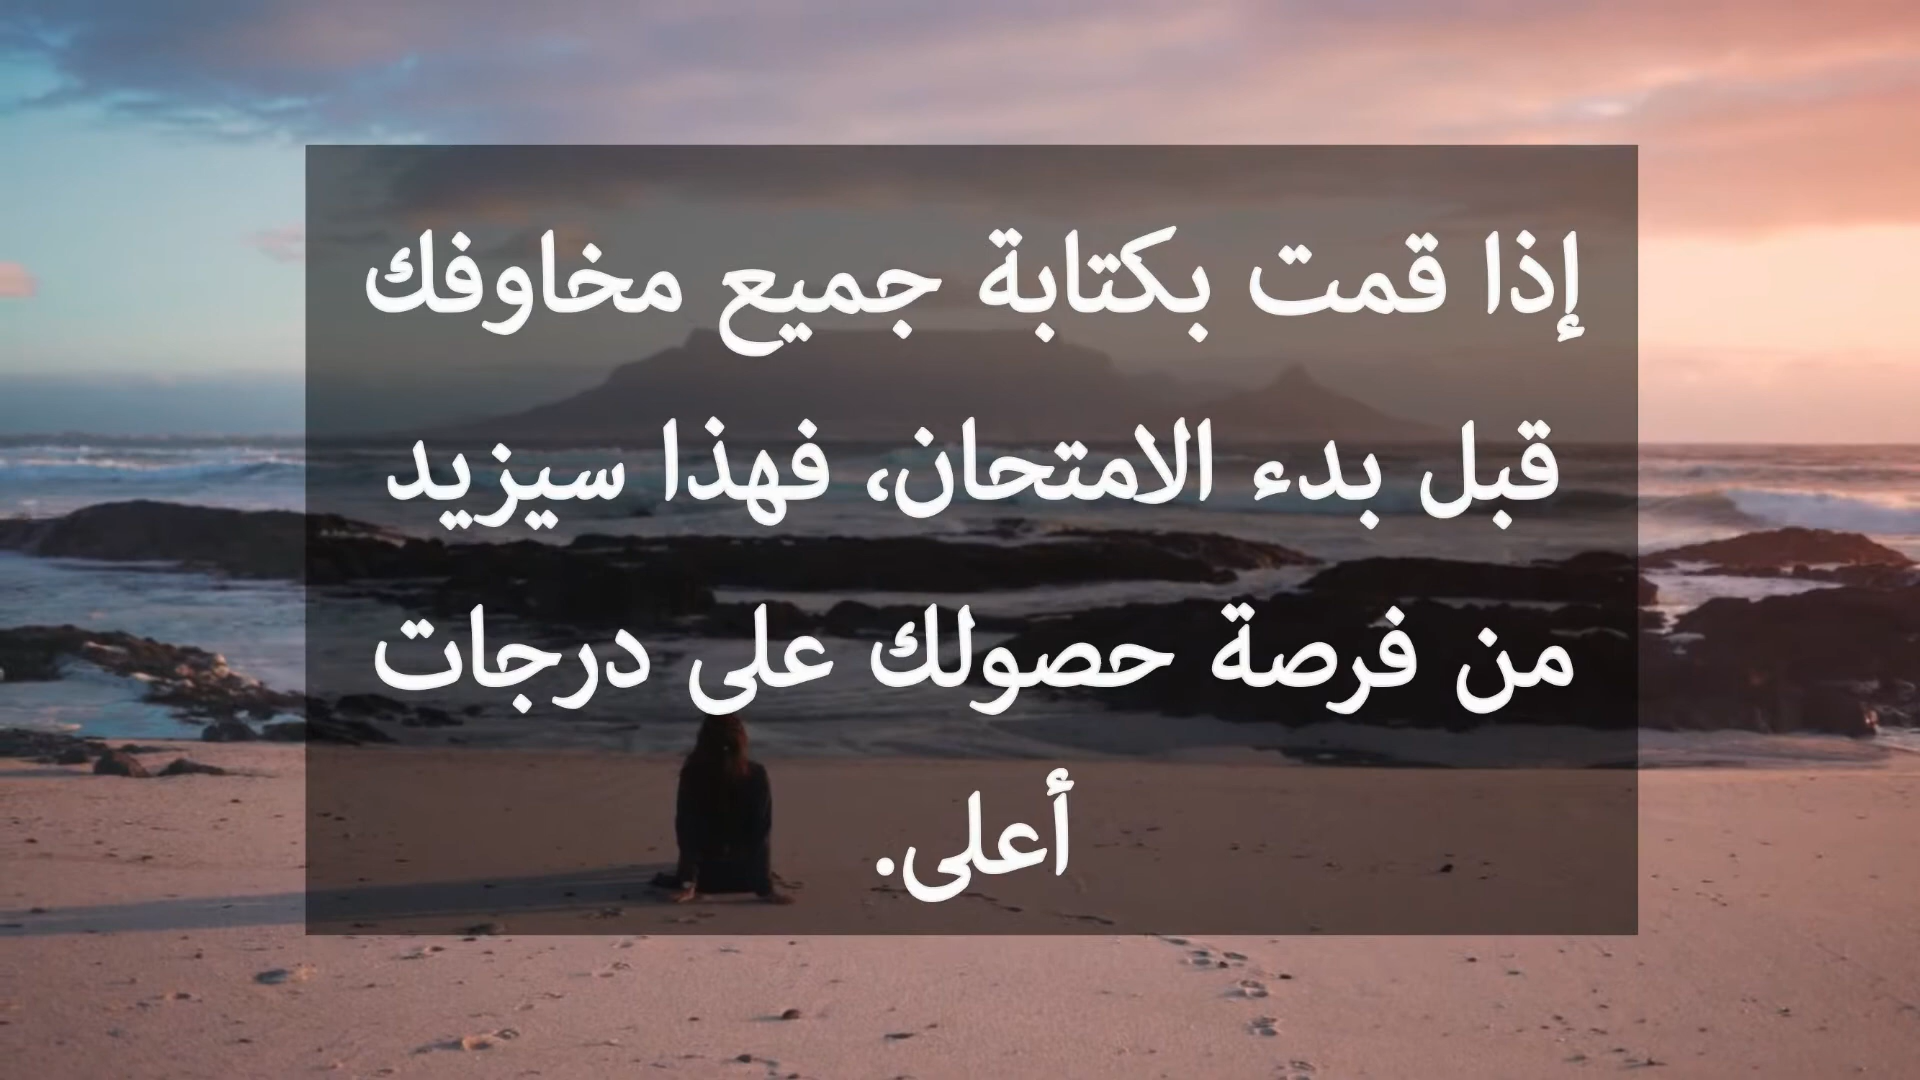 إذا قمت بكتابة جميع مخاوفك
قبل بدء الامتحان، فهذا سيزيد
من فرصة حصولك على درجات
أعلى.